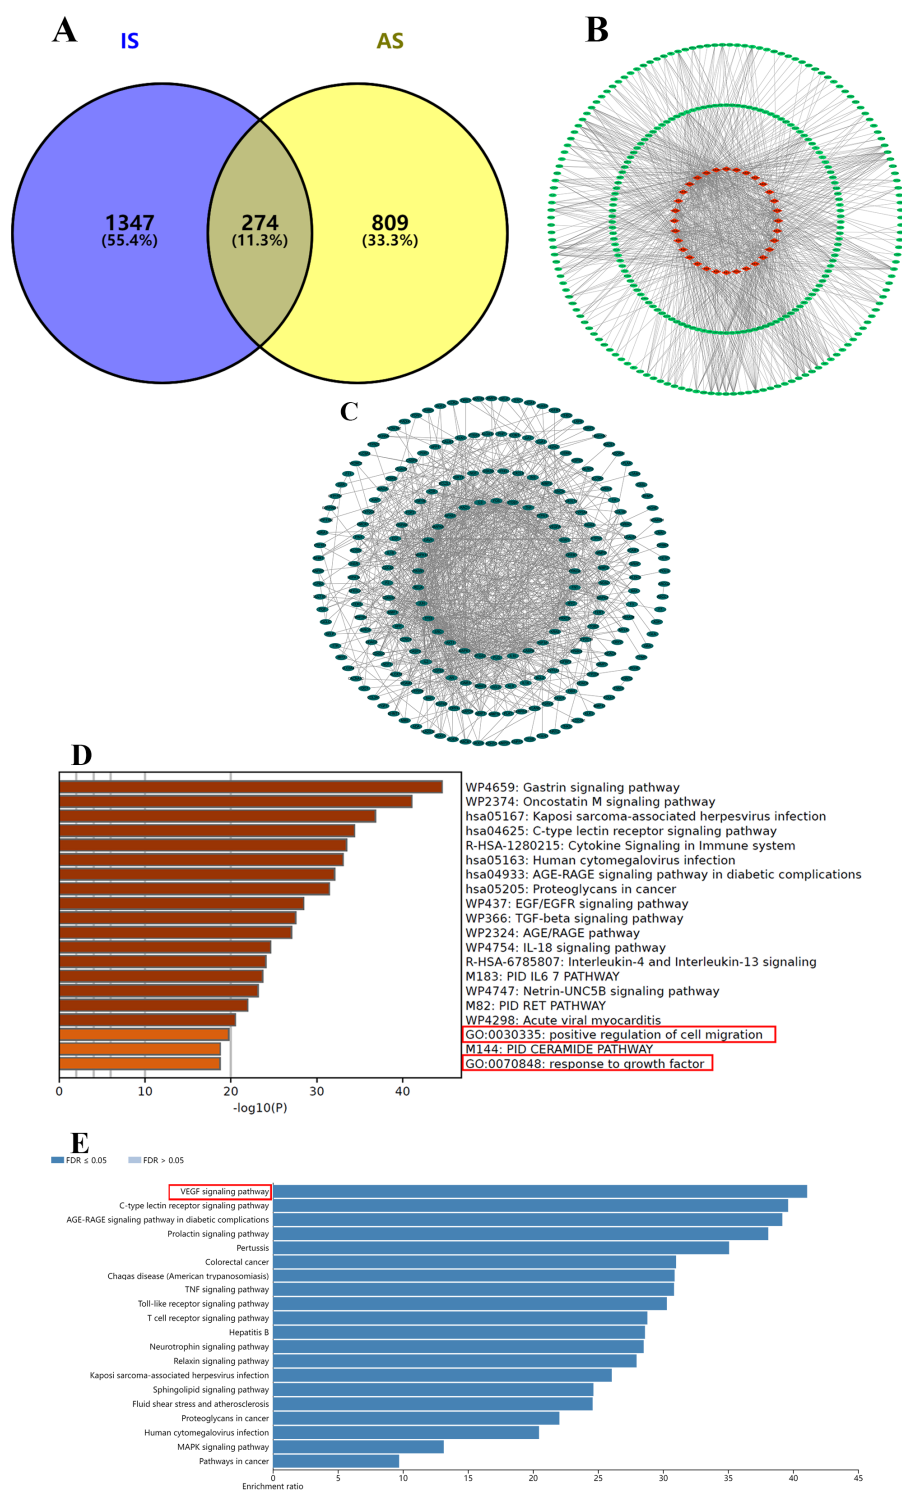 A
IS
AS
1347
(55.4%)
274
(11.3%)
809
(33.3%)
B
C
D
WP4659: Gastrin signaling pathway
WP2374: Oncostatin M signaling pathway
hsa05167: Kaposi sarcoma-associated herpesvirus infection
hsa04625: C-type lectin receptor signaling pathway
R-HSA-1280215: Cytokine Signaling in Immune system
hsa05163: Human cytomegalovirus infection
hsa04933: AGE-RAGE signaling pathway in diabetic complications
hsa05205: Proteoglycans in cancer
WP437: EGF/EGFR signaling pathway
WP366: TGF-beta signaling pathway
WP2324: AGE/RAGE pathway
WP4754: IL-18 signaling pathway
R-HSA-6785807: Interleukin-4 and Interleukin-13 signaling
M183: PID IL6 7 PATHWAY
WP4747: Netrin-UNC5B signaling pathway
M82: PID RET PATHWAY
WP4298: Acute viral myocarditis
GO:0030335: positive regulation of cell migration
M144: PID CERAMIDE PATHWAY
GO:0070848: response to growth factor
0 10 20 30 40
-log10(P)
E
FDR ≤ 0.05 FDR > 0.05
VEGF signaling pathway
C-type lectin receptor signaling pathway
AGE-RAGE signaling pathway in diabetic complications
Prolactin signaling pathway
Pertussis
Colorectal cancer
Chagas disease (American trypanosomiasis)
TNF signaling pathway
Toll-like receptor signaling pathway
T cell receptor signaling pathway
Hepatitis B
Neurotrophin signaling pathway
Relaxin signaling pathway
Kaposi sarcoma-associated herpesvirus infection
Sphingolipid signaling pathway
Fluid shear stress and atherosclerosis
Proteoglycans in cancer
Human cytomegalovirus infection
MAPK signaling pathway
Pathways in cancer
0 5 10 15 20 25 30 35 40 45
Enrichment ratio